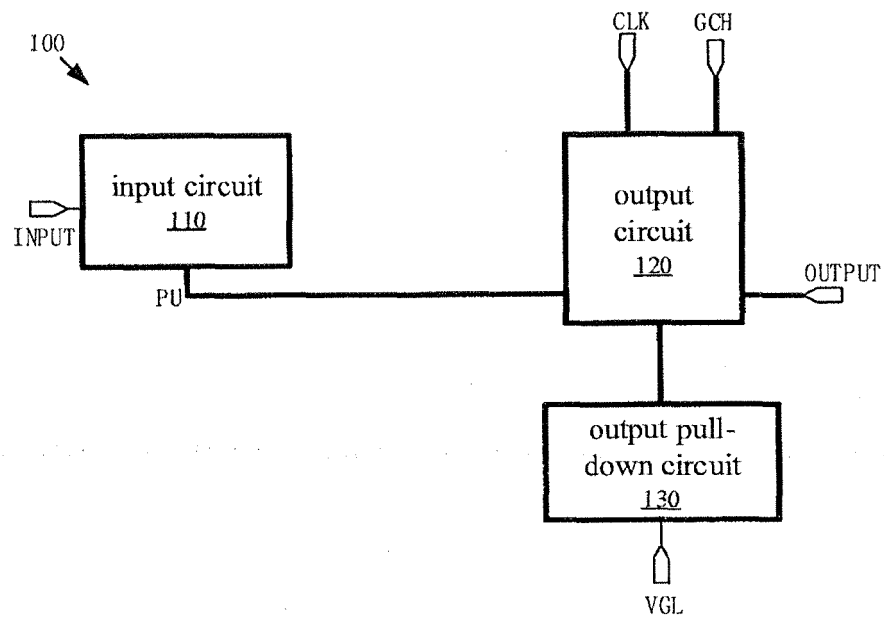 100
CLK
GCH
input circuit
110
INPUT
PU
output
circuit
120
OUTPUT
output pull-
down circuit
130
VGL